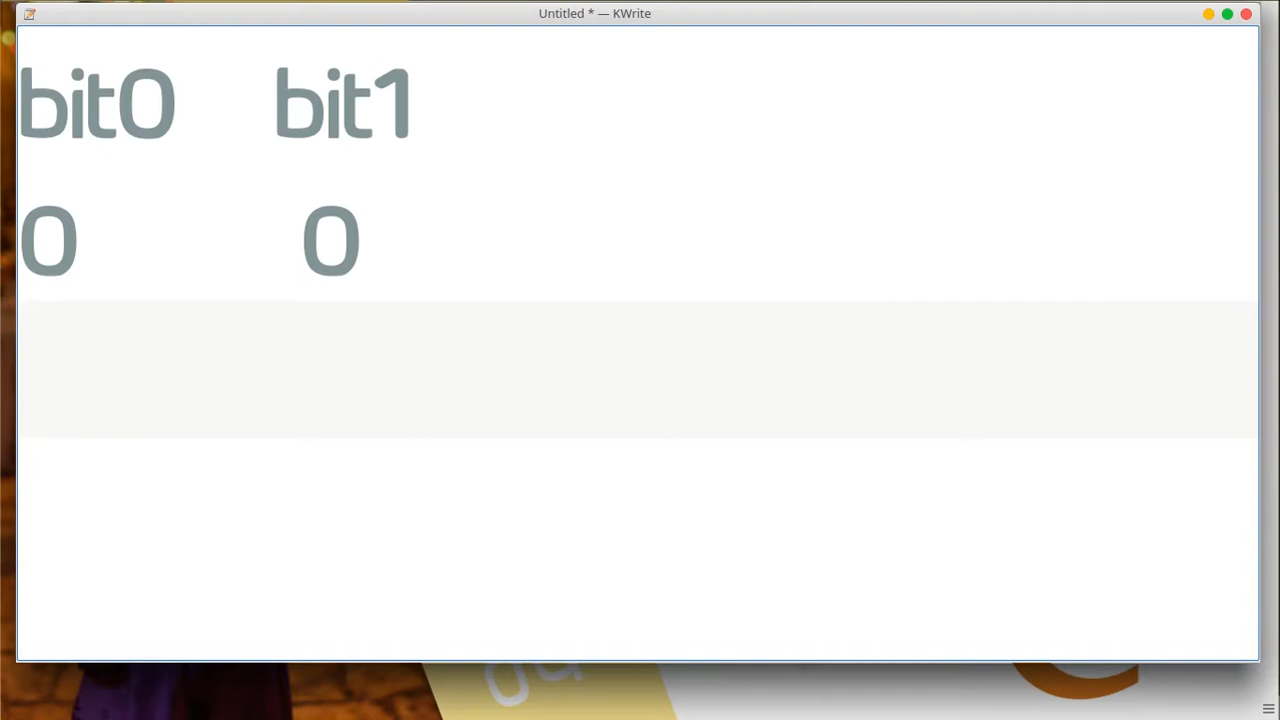 Untitled * — KWrite
bit0 bit1
0 0